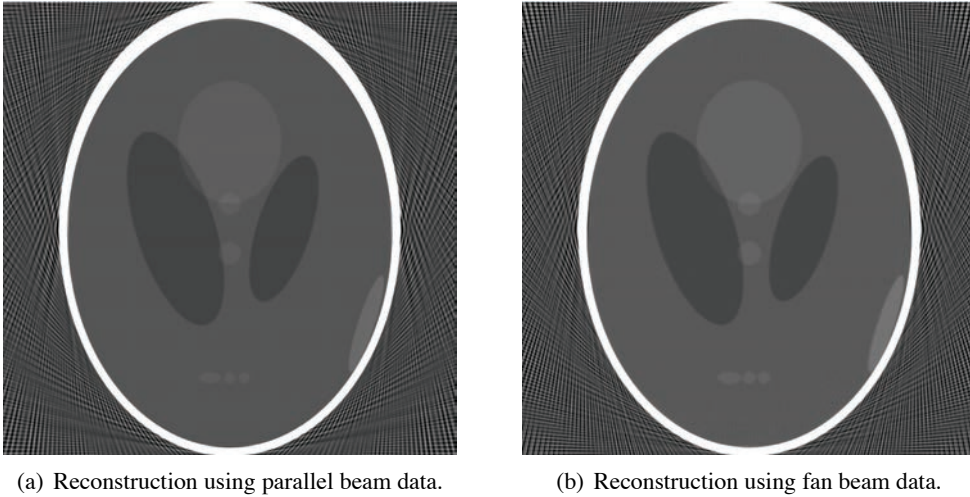 (a) Reconstruction using parallel beam data.
(b) Reconstruction using fan beam data.